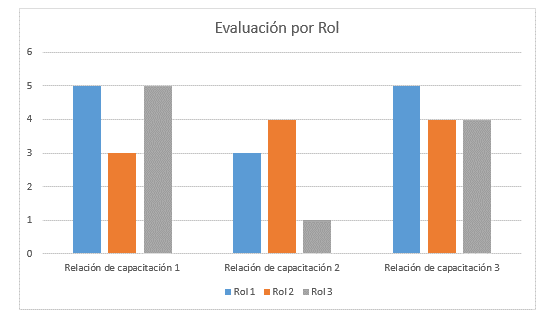 Evaluación por Rol
6
5
4
3
2
1
0
Relación de capacitación 1
Relación de capacitación 2
Relación de capacitación 3
Rol 1
Rol 2
Rol 3